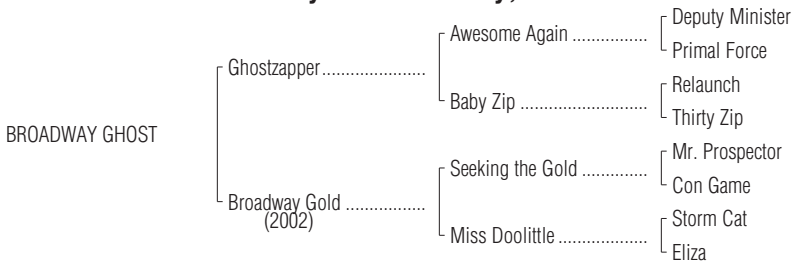 Deputy Minister
Awesome Again ................
Primal Force
Ghostzapper......................
Relaunch
Baby Zip ...........................
Thirty Zip
BROADWAY GHOST
Mr. Prospector
Seeking the Gold ..............
Con Game
Broadway Gold .................
(2002)
Storm Cat
Miss Doolittle ...................
Eliza